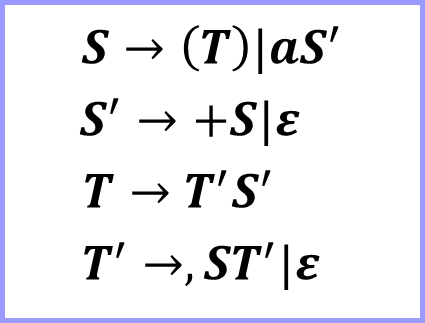 S → (T)|aS′
S′ → +S|ε
T → T′S′
T′ →, ST′|ε